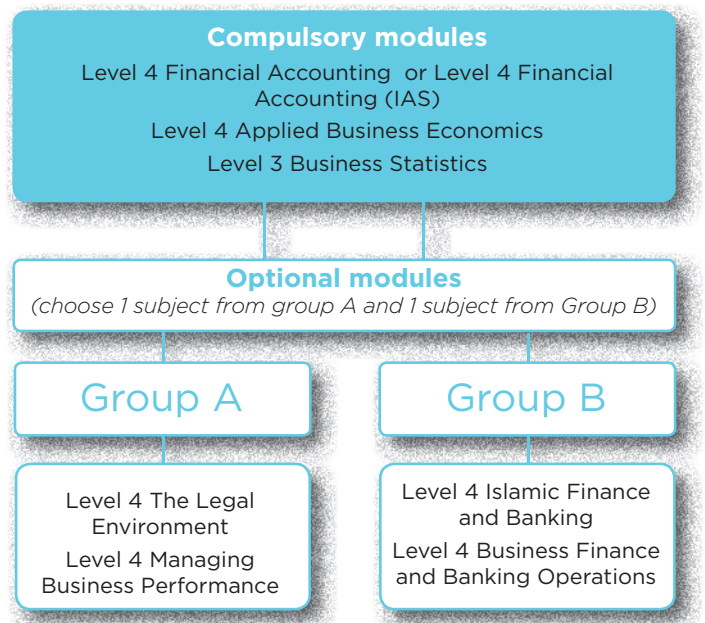 Compulsory modules
Level 4 Financial Accounting or Level 4 Financial
Accounting (IAS)
Level 4 Applied Business Economics
Level 3 Business Statistics
Optional modules
(choose 1 subject from group A and 1 subject from Group B)
Group A
Level 4 The Legal
Environment
Level 4 Managing
Business Performance
Group B
Level 4 Islamic Finance
and Banking
Level 4 Business Finance
and Banking Operations